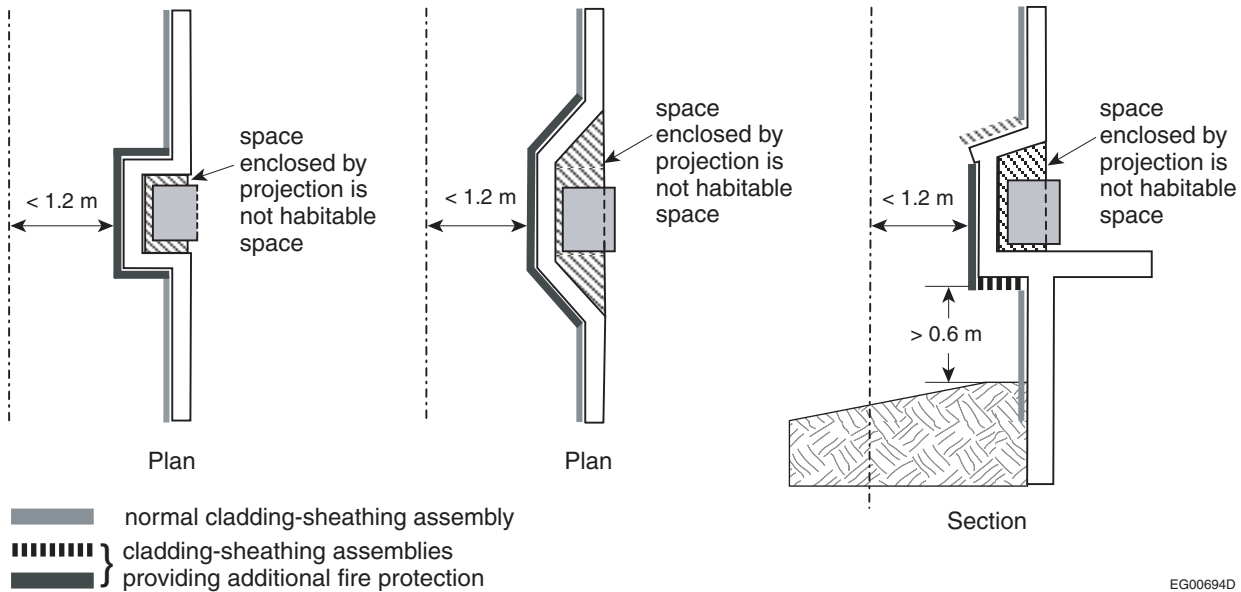 space
enclosed by
projection is
not habitable
space
< 1.2 m
Plan
space
enclosed by
projection is
not habitable
space
< 1.2 m
Plan
space
enclosed by
projection is
not habitable
space
< 1.2 m
> 0.6 m
Section
normal cladding-sheathing assembly
cladding-sheathing assemblies
providing additional fire protection
EG00694D